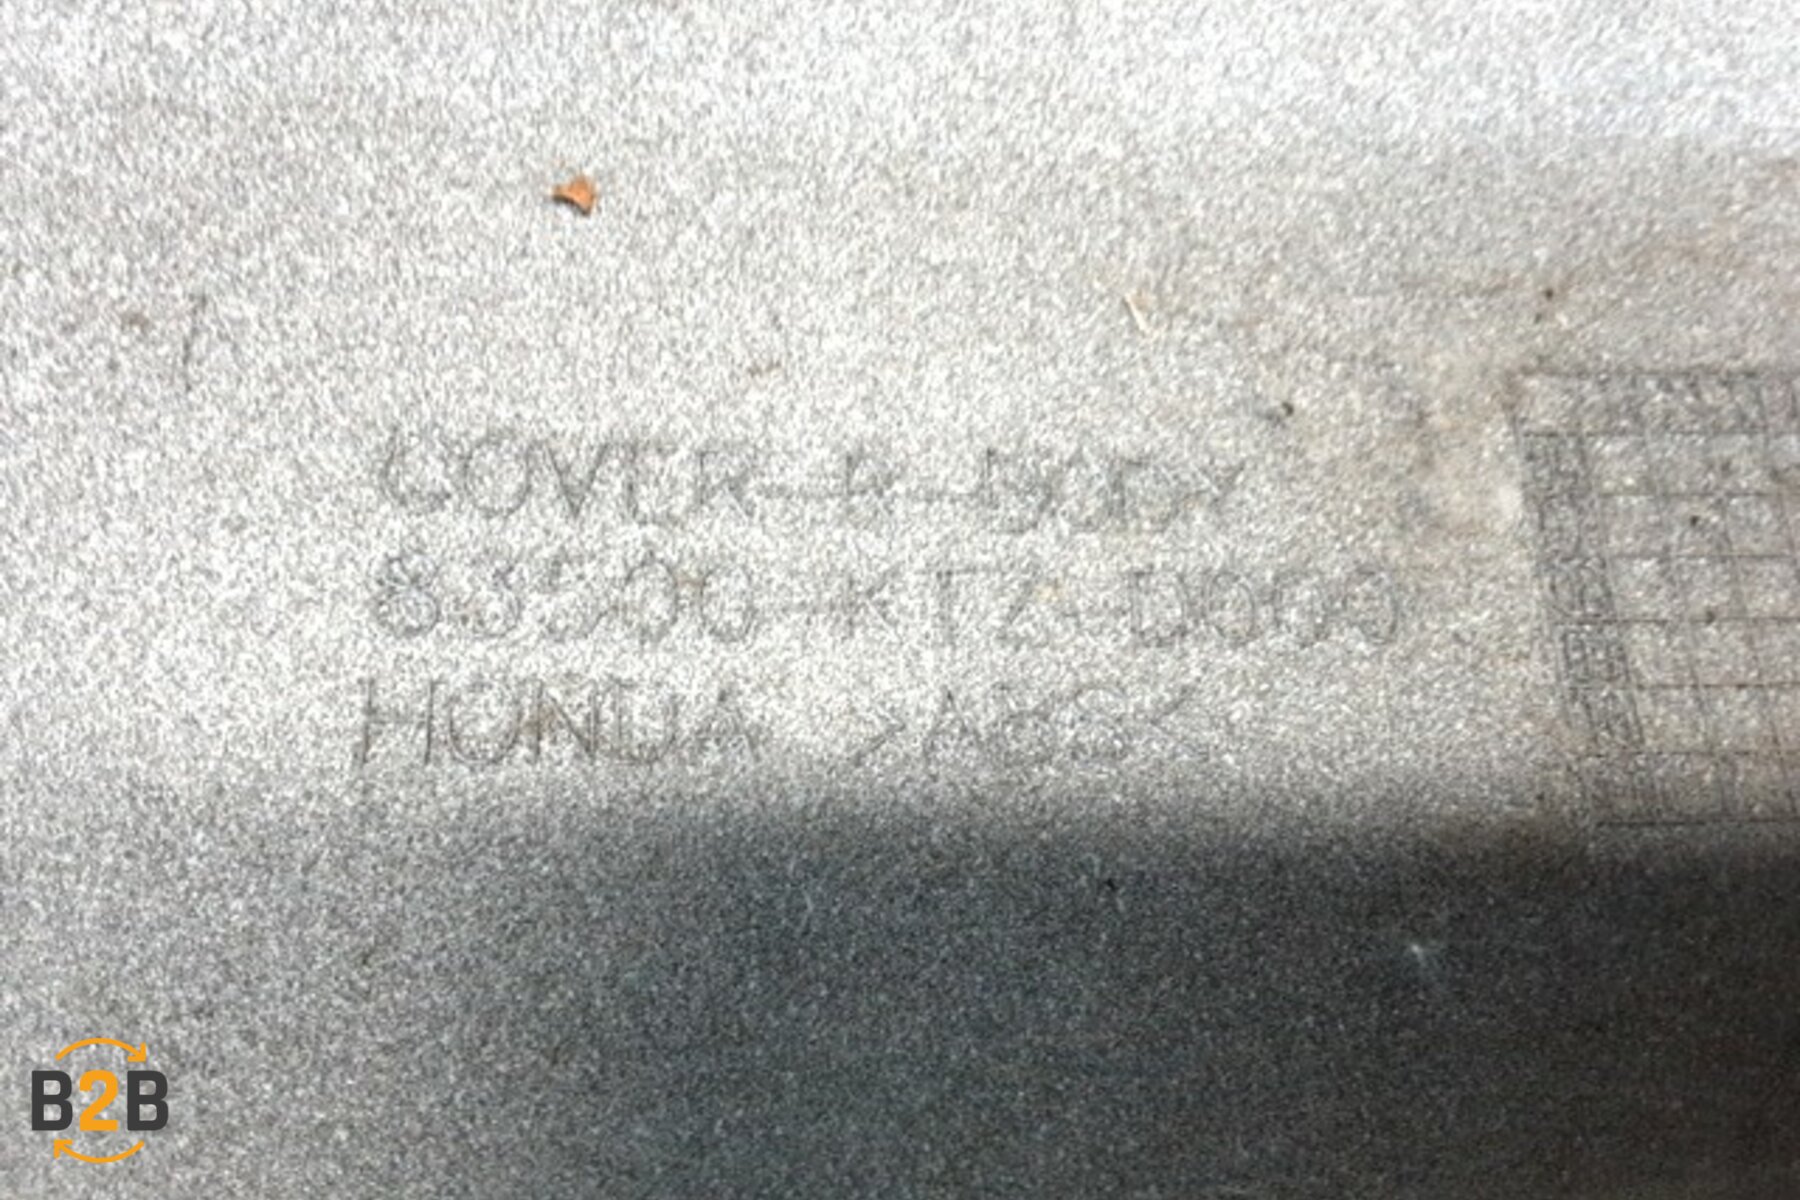 COVER-R-BODY
83500-KTZ-D000
HONDA >ABS<
B2B